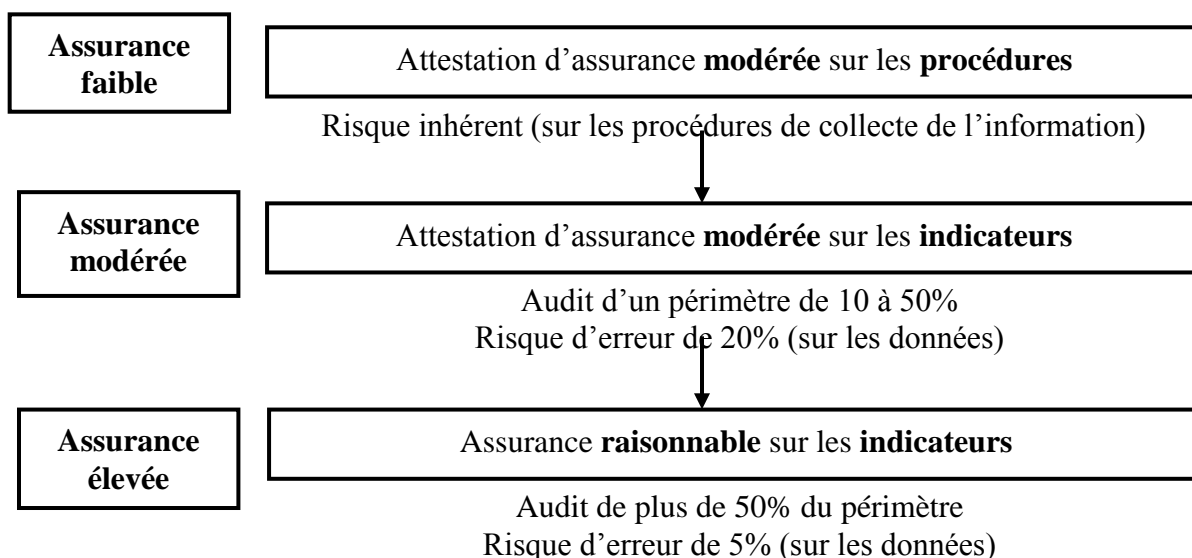 Assurance
faible
Attestation d’assurance modérée sur les procédures
Risque inhérent (sur les procédures de collecte de l’information)
Assurance
modérée
Attestation d’assurance modérée sur les indicateurs
Audit d’un périmètre de 10 à 50%
Risque d’erreur de 20% (sur les données)
Assurance
élevée
Assurance raisonnable sur les indicateurs
Audit de plus de 50% du périmètre
Risque d’erreur de 5% (sur les données)